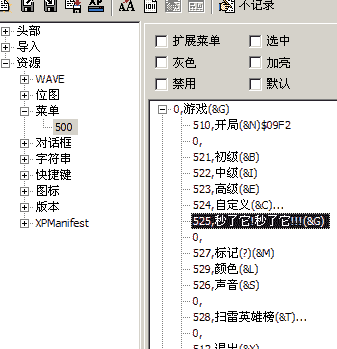 不记录
头部
导入
资源
WAVE
位图
菜单
500
对话框
字符串
快捷键
图标
版本
XPManifest
扩展菜单
选中
灰色
加亮
禁用
默认
0,游戏(&G)
510,开局(&N)$09F2
0,
521,初级(&B)
522,中级(&I)
523,高级(&E)
524,自定义(&C)...
525,秒了它!秒了它!!!(&G)
0,
527,标记(?)(&M)
529,颜色(&L)
526,声音(&S)
0,
528,扫雷英雄榜(&T)...
0,
512,退出(&X)